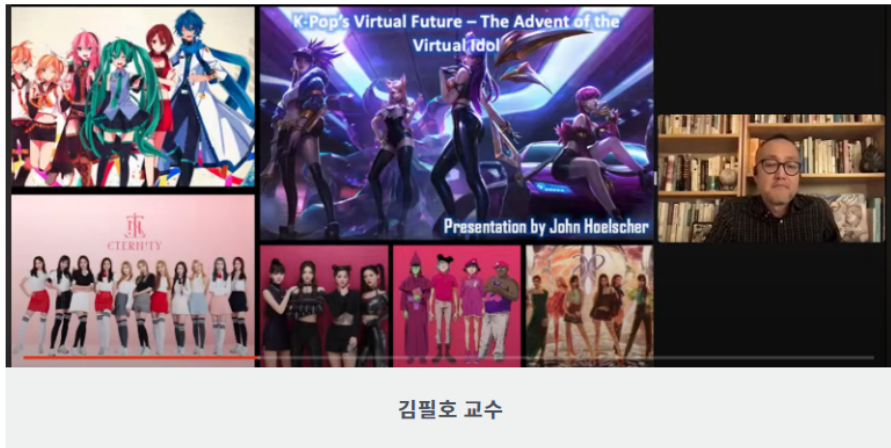 K-Pop's Virtual Future – The Advent of the
Virtual Idol
Presentation by John Hoelscher
ETERNITY
김필호 교수